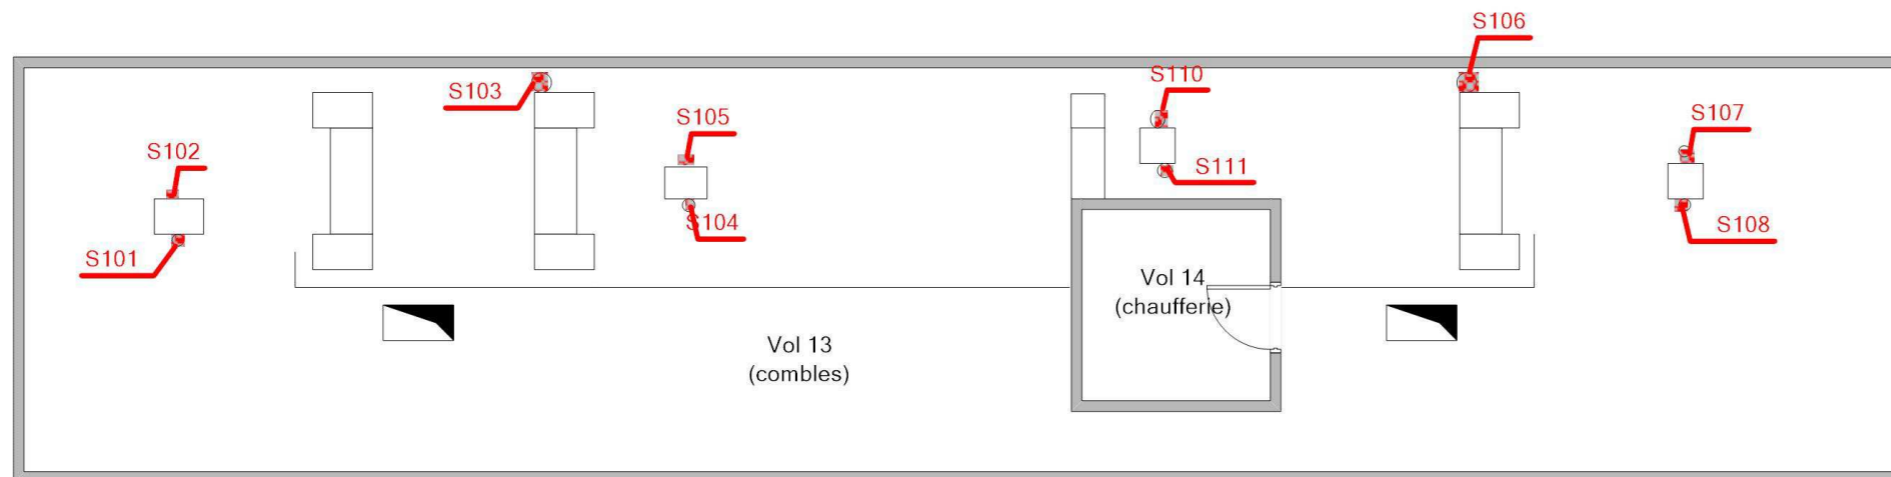 S106
S110
S103
S105
S107
S102
S111
S104
S108
S101
Vol 14
(chaufferie)
Vol 13
(combles)